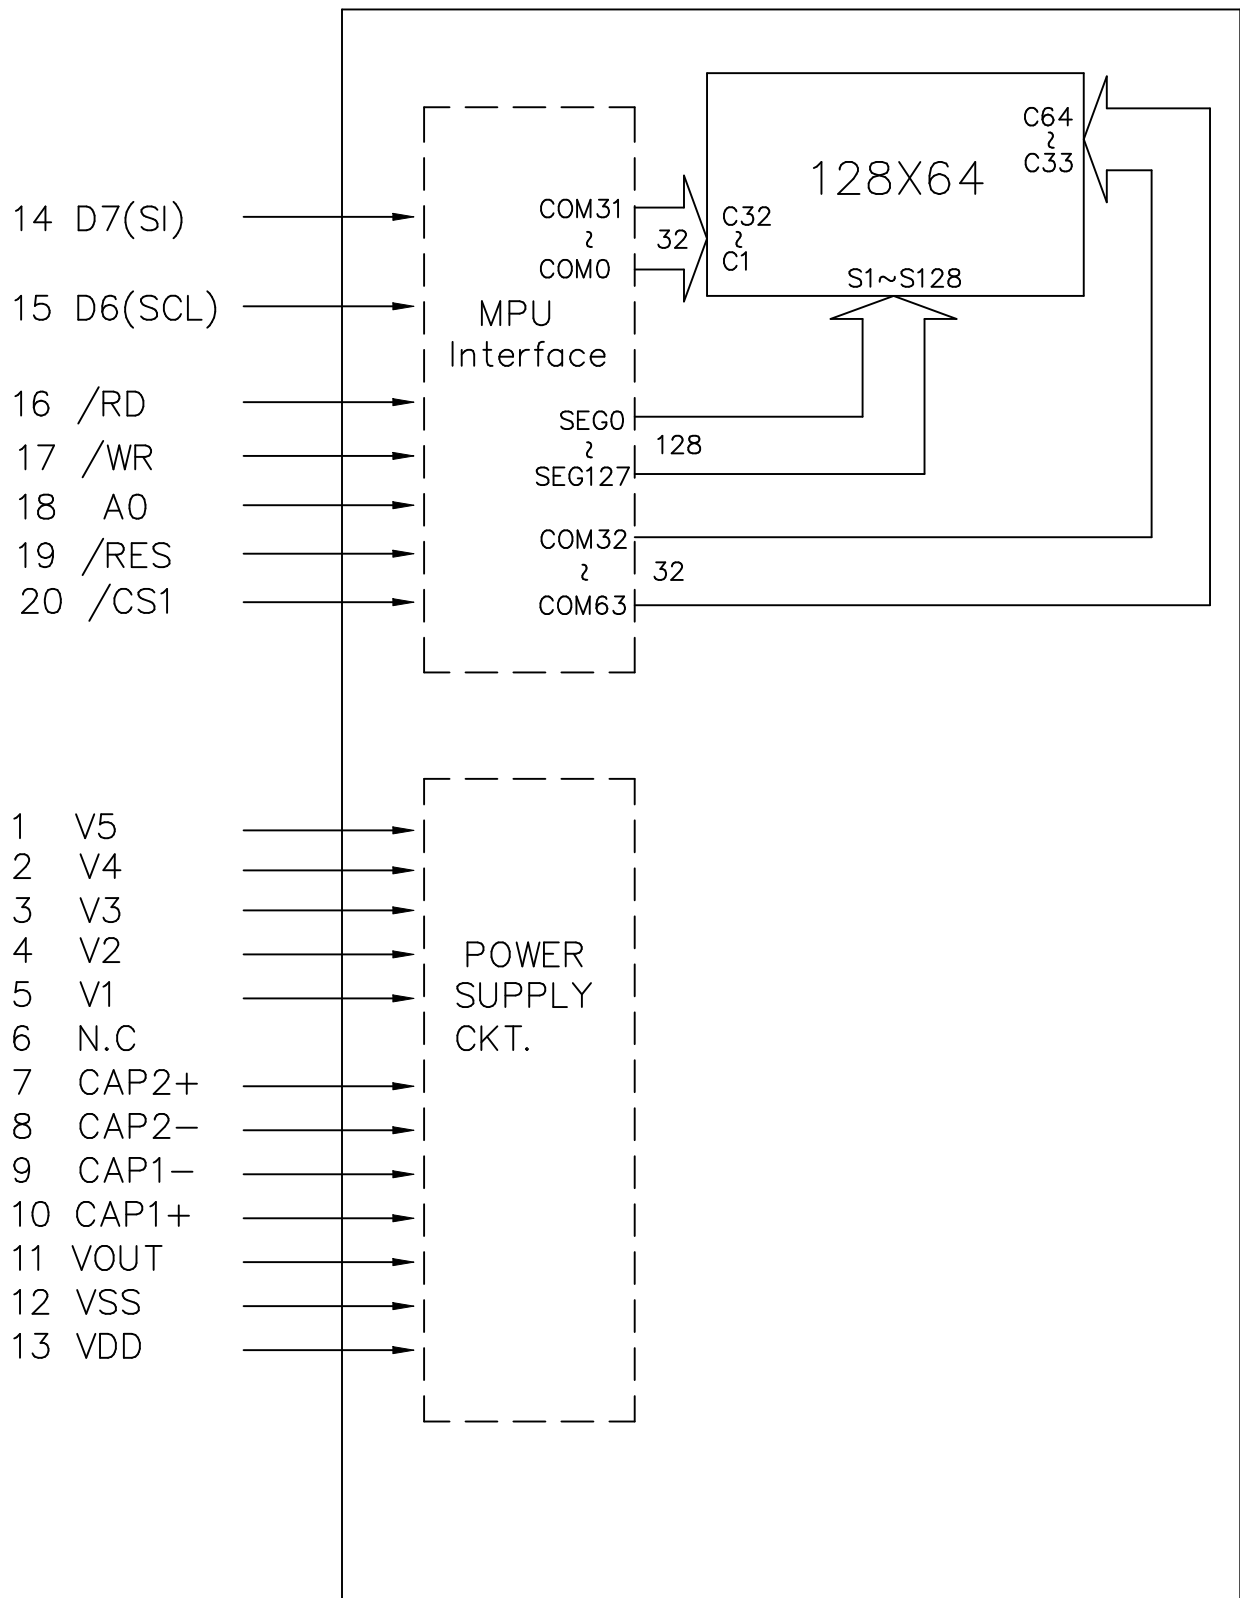 14 D7(SI)
15 D6(SCL)
16 /RD
17 /WR
18 A0
19 /RES
20 /CS1
COM31
~
COM0
MPU
Interface
SEG0
~
SEG127
COM32
~
COM63
32
128
32
128X64
C32
~
C1
C64
~
C33
S1~S128
1 V5
2 V4
3 V3
4 V2
5 V1
6 N.C
7 CAP2+
8 CAP2-
9 CAP1-
10 CAP1+
11 VOUT
12 VSS
13 VDD
POWER
SUPPLY
CKT.